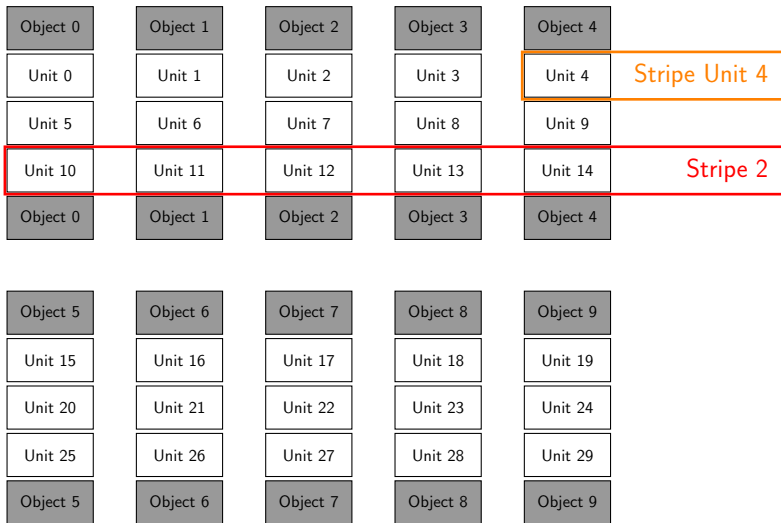 Object 0 Object 1 Object 2 Object 3 Object 4
Unit 0 Unit 1 Unit 2 Unit 3 Unit 4 Stripe Unit 4
Unit 5 Unit 6 Unit 7 Unit 8 Unit 9
Unit 10 Unit 11 Unit 12 Unit 13 Unit 14 Stripe 2
Object 0 Object 1 Object 2 Object 3 Object 4
Object 5 Object 6 Object 7 Object 8 Object 9
Unit 15 Unit 16 Unit 17 Unit 18 Unit 19
Unit 20 Unit 21 Unit 22 Unit 23 Unit 24
Unit 25 Unit 26 Unit 27 Unit 28 Unit 29
Object 5 Object 6 Object 7 Object 8 Object 9